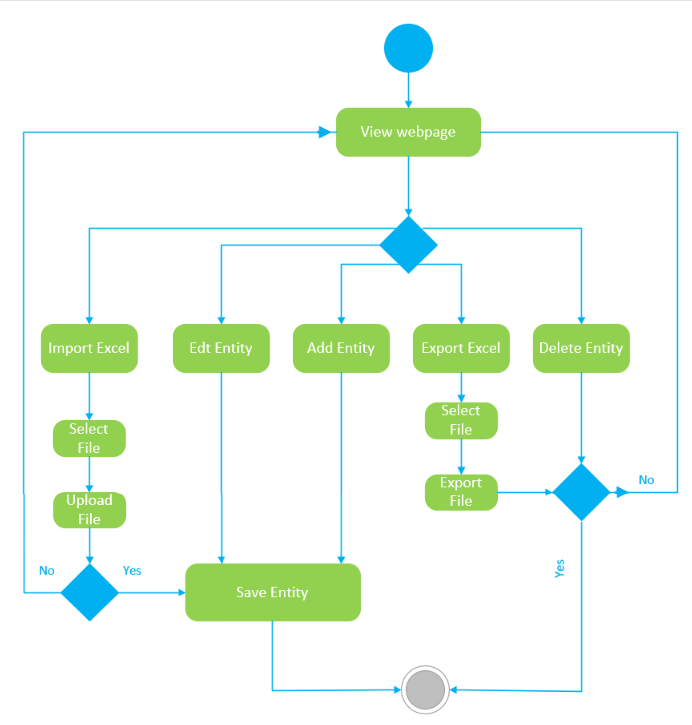 View webpage
Import Excel
Edt Entity
Add Entity
Export Excel
Delete Entity
Select
File
Select
File
Upload
File
Export
File
No
No
Yes
Yes
Save Entity